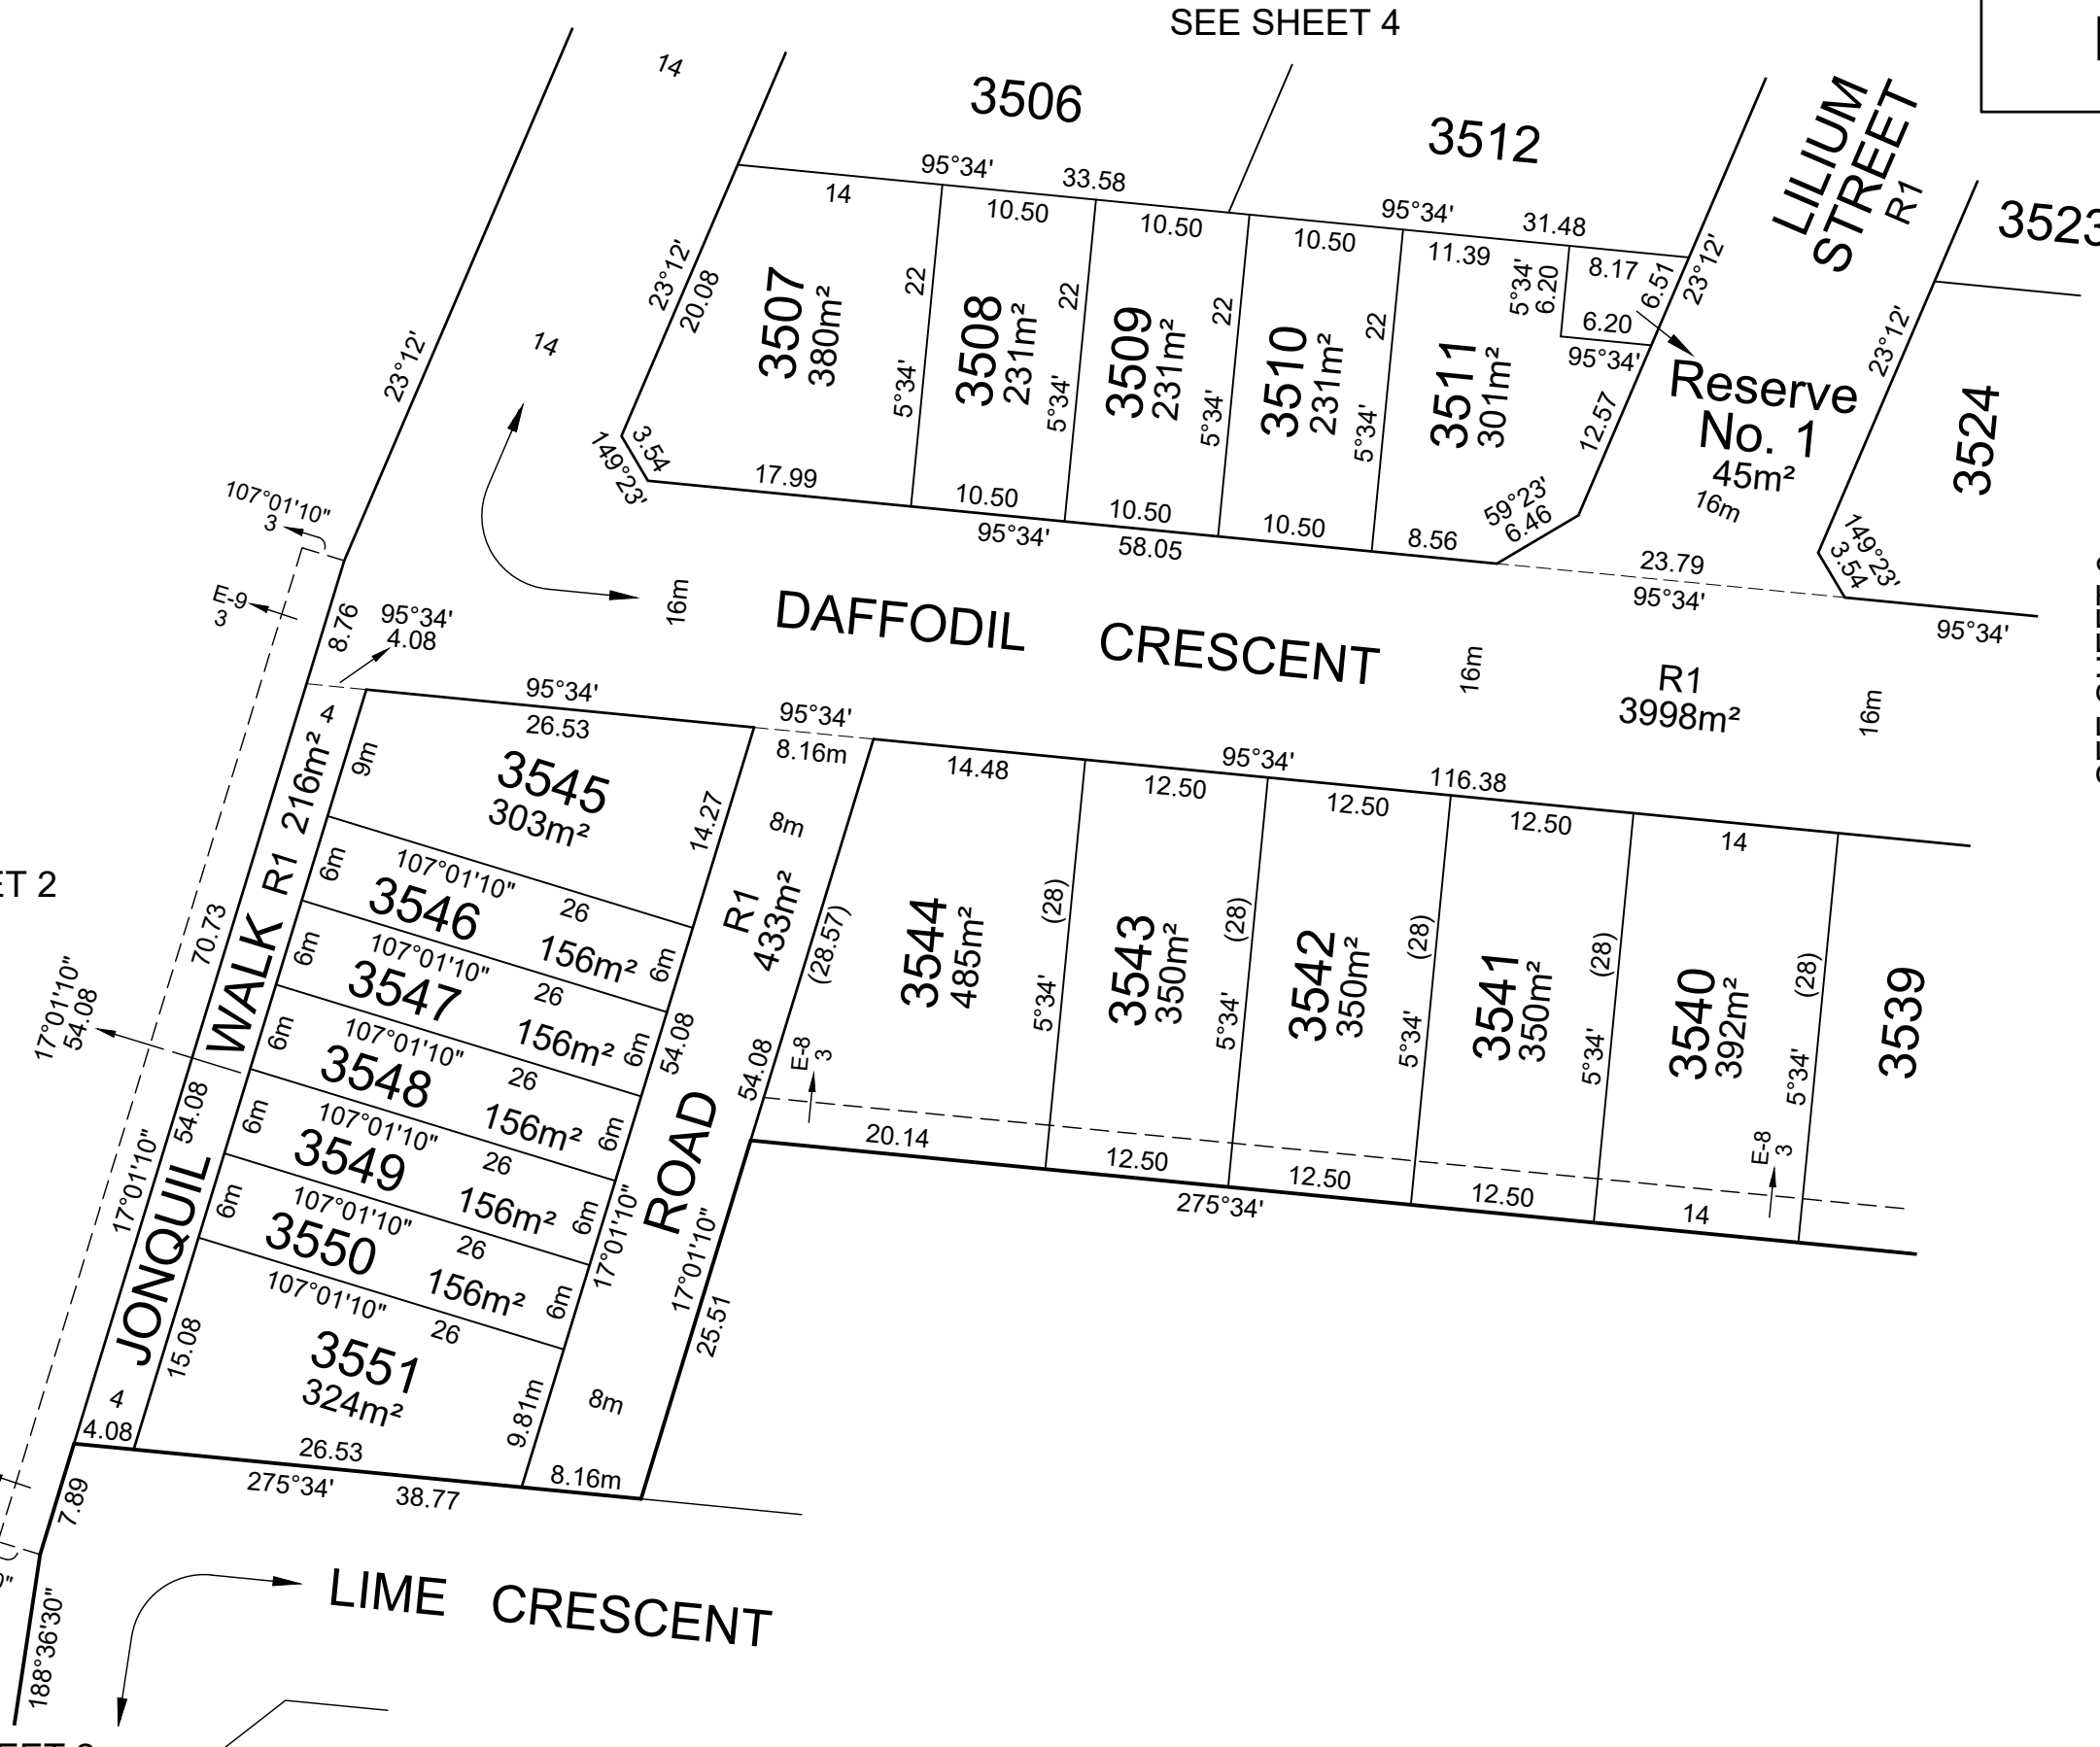 SEE SHEET 4
14
3506
3512
LILIUM
STREET
R1
3523
95°34'
33.58
95°34'
31.48
14
10.50
10.50
10.50
11.39
8.17
6.51
23°12'
5°34'
6.20
6.20
95°34'
23°12'
20.08
3507
380m²
22
5°34'
3508
231m²
22
5°34'
3509
231m²
22
5°34'
3510
231m²
22
5°34'
3511
301m²
12.57
Reserve
No. 1
45m²
16m
23°12'
3524
14
23°12'
3.54
149°23'
17.99
10.50
10.50
10.50
8.56
59°23'
6.46
95°34'
58.05
23.79
95°34'
149°23'
3.54
95°34'
107°01'10"
3
E-9
3
8.76
95°34'
4.08
16m
DAFFODIL CRESCENT
16m
R1
3998m²
16m
95°34'
26.53
95°34'
8.16m
4
9m
3545
303m²
14.27
8m
95°34'
116.38
14.48
12.50
12.50
12.50
14
ET 2
70.73
JONQUIL WALK R1 216m²
6m
107°01'10"
26
3546
156m²
6m
6m
107°01'10"
26
3547
156m²
6m
6m
107°01'10"
26
3548
156m²
6m
6m
107°01'10"
26
3549
156m²
6m
6m
107°01'10"
26
3550
156m²
6m
107°01'10"
26
3551
324m²
15.08
9.81m
17°01'10"
54.08
17°01'10"
54.08
54.08
17°01'10"
ROAD
R1
433m²
(28.57)
54.08
17°01'10"
25.51
8m
E-8
3
3544
485m²
(28)
5°34'
3543
350m²
(28)
5°34'
3542
350m²
(28)
5°34'
3541
350m²
(28)
5°34'
3540
392m²
(28)
5°34'
3539
E-8
3
20.14
12.50
12.50
12.50
14
275°34'
4
4.08
26.53
8.16m
275°34'
38.77
7.89
LIME CRESCENT
188°36'30"